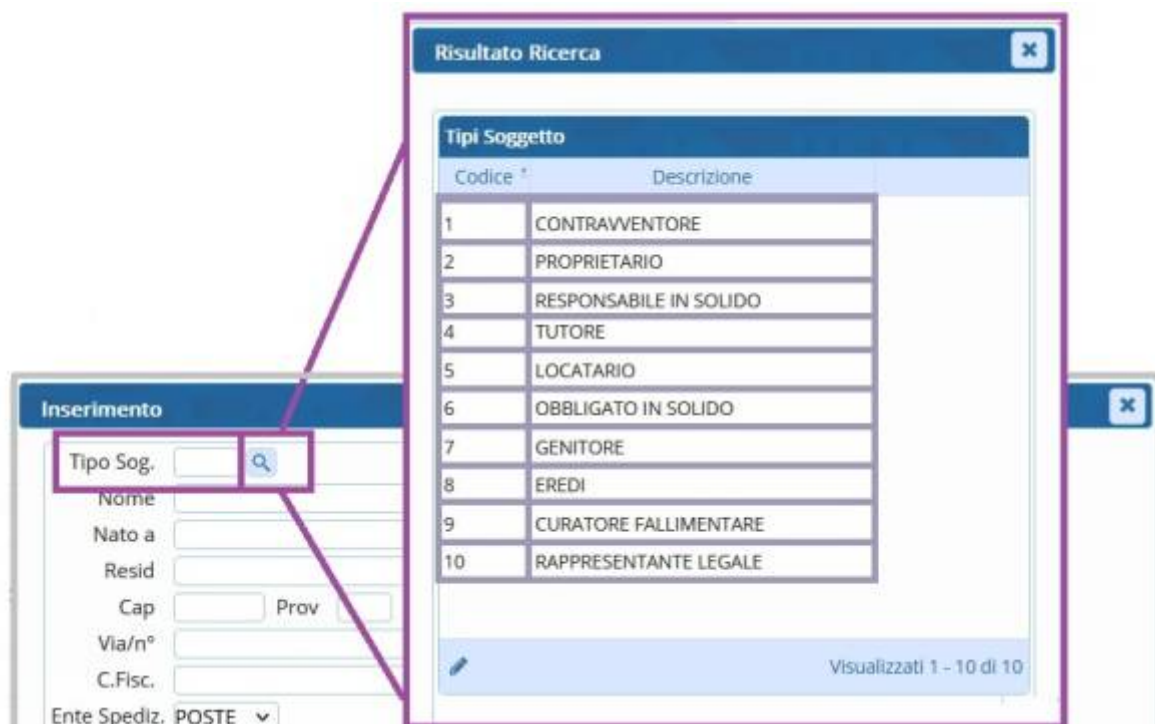 Risultato Ricerca
Tipi Soggetto
Codice Descrizione
1 CONTRAVVENTORE
2 PROPRIETARIO
3 RESPONSABILE IN SOLIDO
4 TUTORE
5 LOCATARIO
6 OBBLIGATO IN SOLIDO
7 GENITORE
8 EREDI
9 CURATORE FALLIMENTARE
10 RAPPRESENTANTE LEGALE
Visualizzati 1 - 10 di 10
Inserimento
Tipo Sog.
Nome
Nato a
Resid
Cap Prov
Via/n°
C.Fisc.
Ente Spediz. POSTE